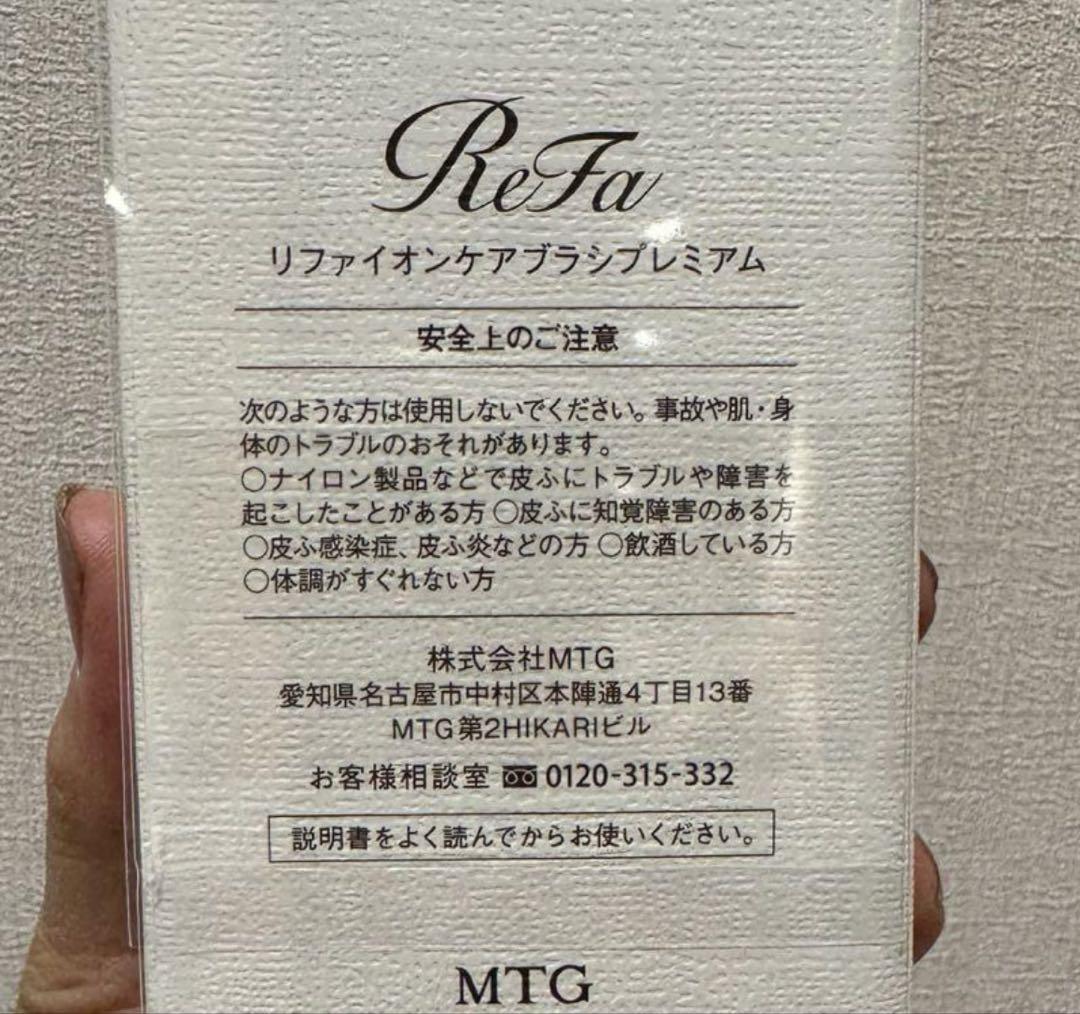 ReFa
リファイオンケアブラシプレミアム
安全上のご注意
次のような方は使用しないでください。事故や肌・身
体のトラブルのおそれがあります。
○ナイロン製品などで皮ふにトラブルや障害を
起こしたことがある方 ○皮ふに知覚障害のある方
○皮ふ感染症、皮ふ炎などの方 ○飲酒している方
○体調がすぐれない方
株式会社MTG
愛知県名古屋市中村区本陣通4丁目13番
MTG第2HIKARIビル
お客様相談室 0120-315-332
説明書をよく読んでからお使いください。
MTG